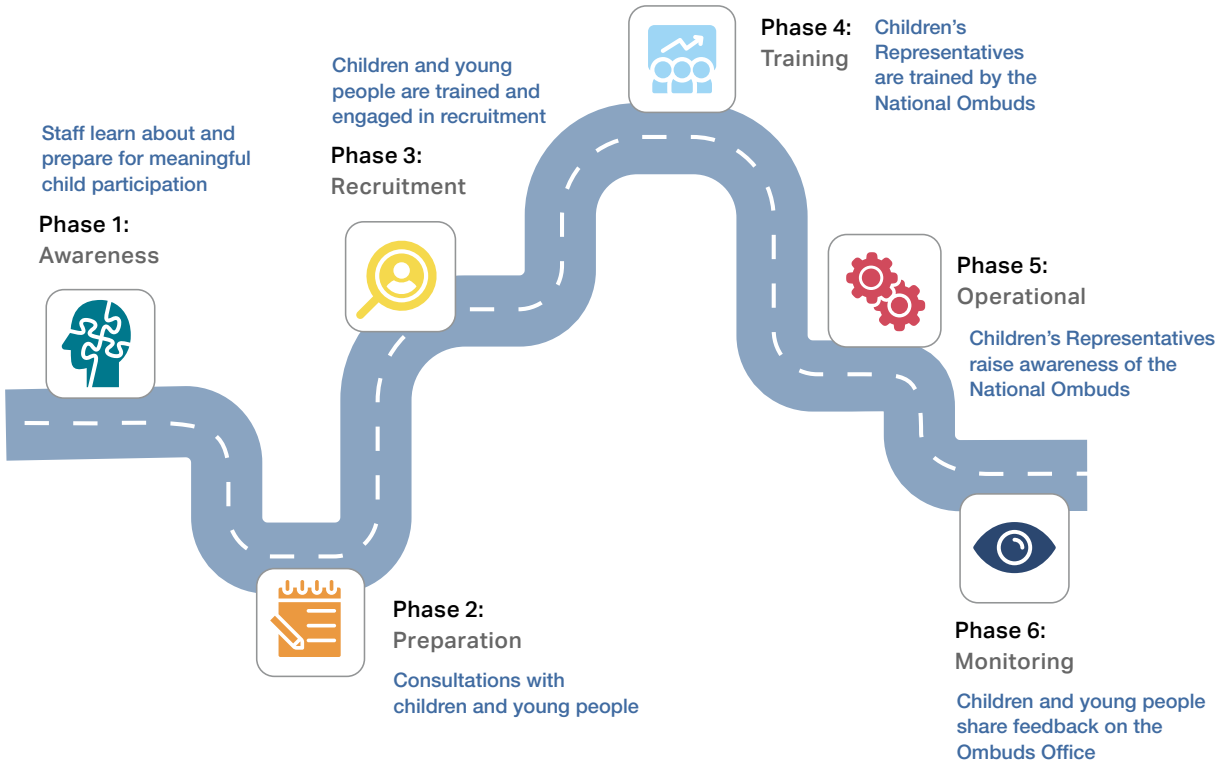 Staff learn about and
prepare for meaningful
child participation
Phase 1:
Awareness
Phase 2:
Preparation
Consultations with
children and young people
Children and young
people are trained and
engaged in recruitment
Phase 3:
Recruitment
Phase 4:
Training
Children’s
Representatives
are trained by the
National Ombuds
Phase 5:
Operational
Children’s Representatives
raise awareness of the
National Ombuds
Phase 6:
Monitoring
Children and young people
share feedback on the
Ombuds Office